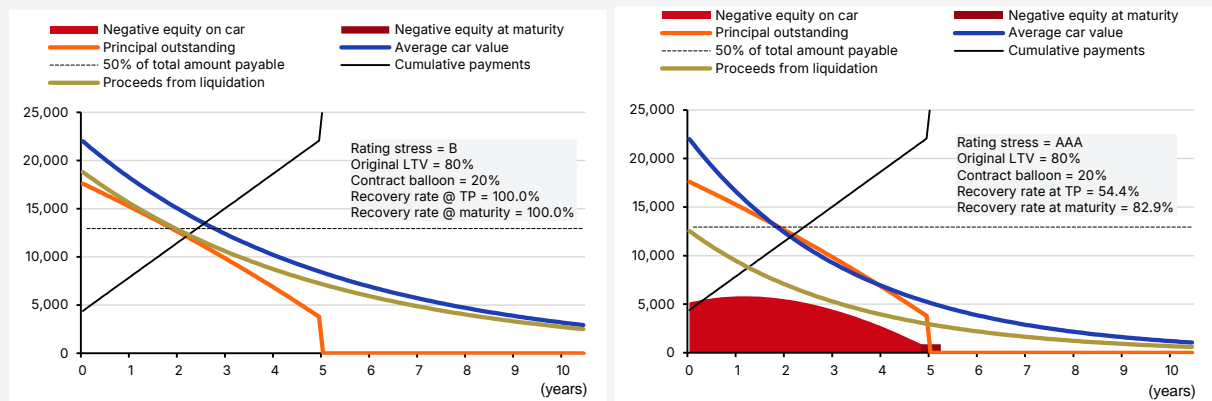 Negative equity on car
Negative equity at maturity
Principal outstanding
Average car value
50% of total amount payable
Cumulative payments
Proceeds from liquidation
25,000
20,000
15,000
10,000
5,000
0
Rating stress = B
Original LTV = 80%
Contract balloon = 20%
Recovery rate @ TP = 100.0%
Recovery rate @ maturity = 100.0%
0 1 2 3 4 5 6 7 8 9 10
(years)
Negative equity on car
Negative equity at maturity
Principal outstanding
Average car value
50% of total amount payable
Cumulative payments
Proceeds from liquidation
25,000
20,000
15,000
10,000
5,000
0
Rating stress = AAA
Original LTV = 80%
Contract balloon = 20%
Recovery rate at TP = 54.4%
Recovery rate at maturity = 82.9%
0 1 2 3 4 5 6 7 8 9 10
(years)